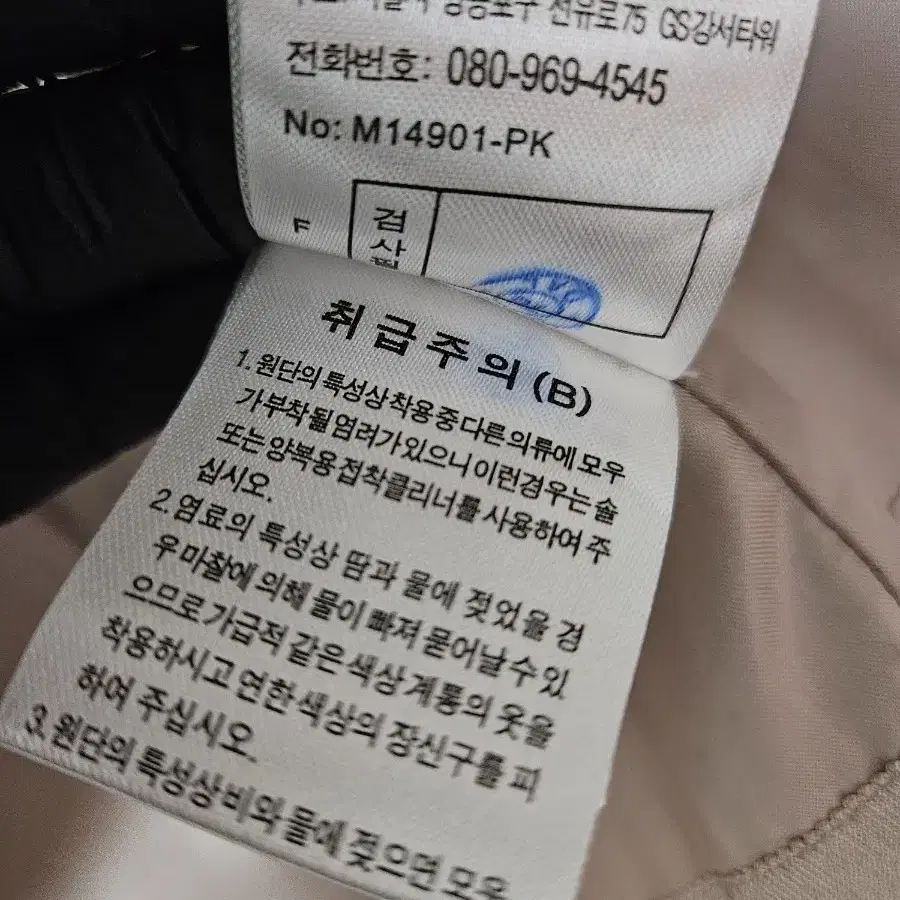 선유로75 GS강서타워
전화번호: 080-969-4545
No: M14901-PK
F
검
사
취급주의(B)
1. 원단의 특성상 착용 중 다른 의류에 모우
가 부착될 염려가 있으니 이런 경우는 솔
또는 양복용 접착클리너를 사용하여 주
십시오.
2. 염료의 특성상 땀과 물에 젖었을 경
우 마찰에 의해 물이 빠져 묻어날 수 있
으므로 가급적 같은 색상 계통의 옷을
착용하시고 연한 색상의 장신구를 피
하여 주십시오.
3. 원단의 특성상 비와 물에 젖으면 모우